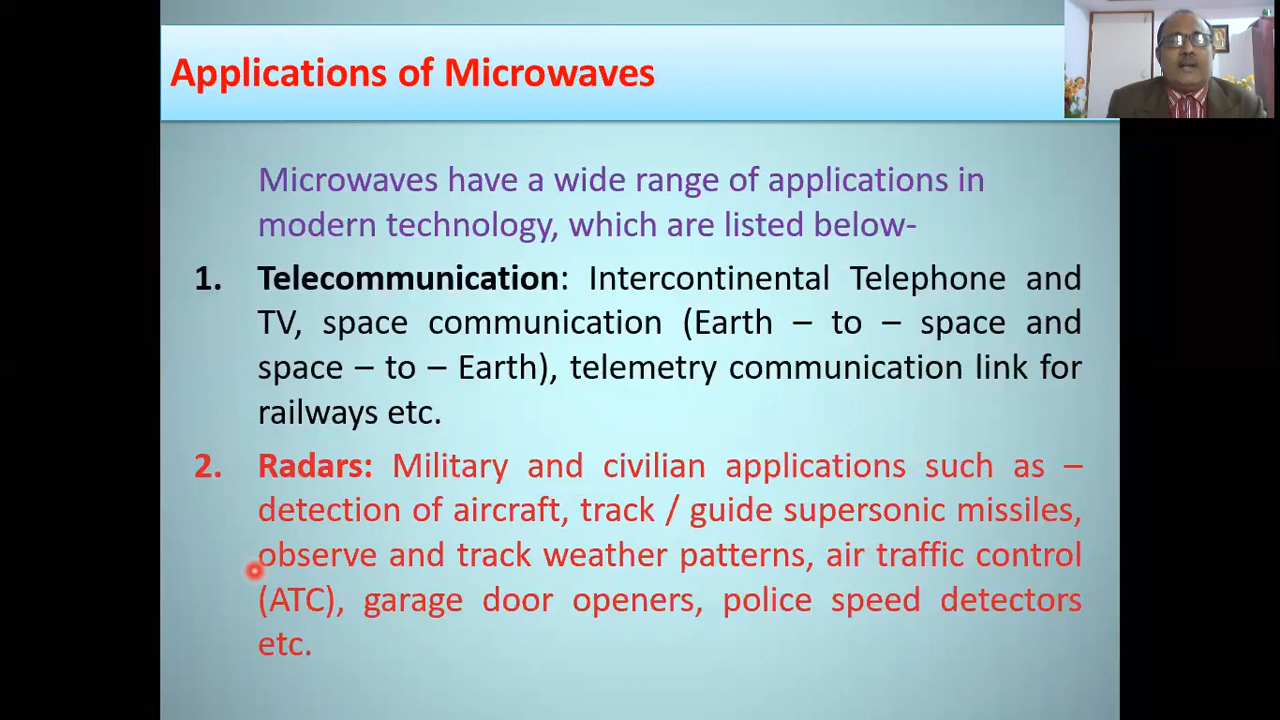 Applications of Microwaves
Microwaves have a wide range of applications in
modern technology, which are listed below-
1. Telecommunication: Intercontinental Telephone and
TV, space communication (Earth – to – space and
space – to – Earth), telemetry communication link for
railways etc.
2. Radars: Military and civilian applications such as –
detection of aircraft, track / guide supersonic missiles,
observe and track weather patterns, air traffic control
(ATC), garage door openers, police speed detectors
etc.